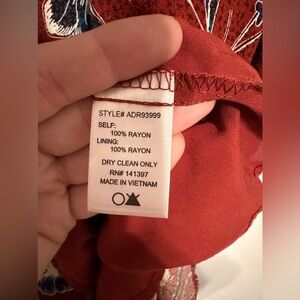 STYLE# ADR93999
SELF:
100% RAYON
LINING:
100% RAYON
DRY CLEAN ONLY
RN# 141397
MADE IN VIETNAM